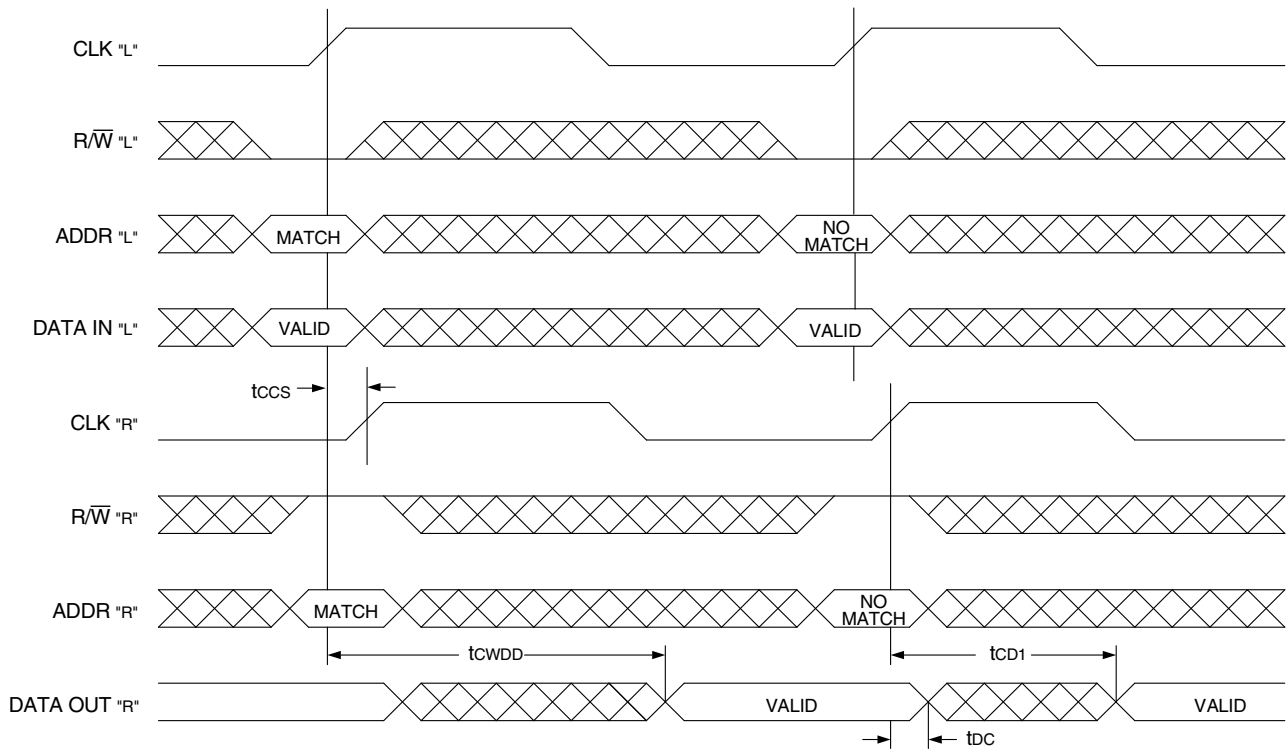 CLK "L"
R/W̅ "L"
ADDR "L"
MATCH
NO
MATCH
DATA IN "L"
VALID
VALID
tCCS
CLK "R"
R/W̅ "R"
ADDR "R"
MATCH
NO
MATCH
tCWDD
tCD1
DATA OUT "R"
VALID
VALID
tDC